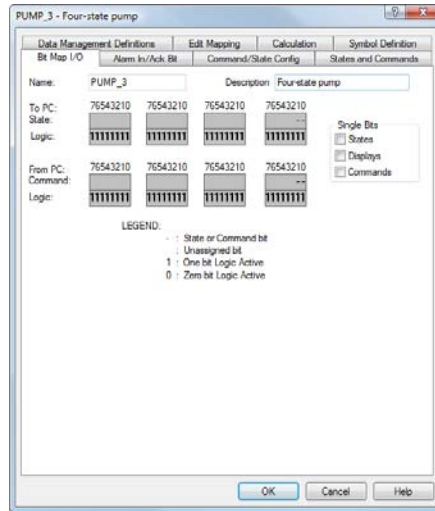 PUMP_3 - Four-state pump
Data Management Definitions Edit Mapping Calculation Symbol Definition
Bit Map I/O Alarm In/Ack Bit Command/State Config States and Commands
Name: PUMP_3 Description Four-state pump
To PC: 76543210 76543210 76543210 76543210
State: --
Logic: 11111111 11111111 11111111 11111111
Single Bits
States
Displays
Commands
From PC: 76543210 76543210 76543210 76543210
Command: --
Logic: 11111111 11111111 11111111 11111111
LEGEND:
- : State or Command bit
: Unassigned bit
1 : One bit Logic Active
0 : Zero bit Logic Active
OK Cancel Help